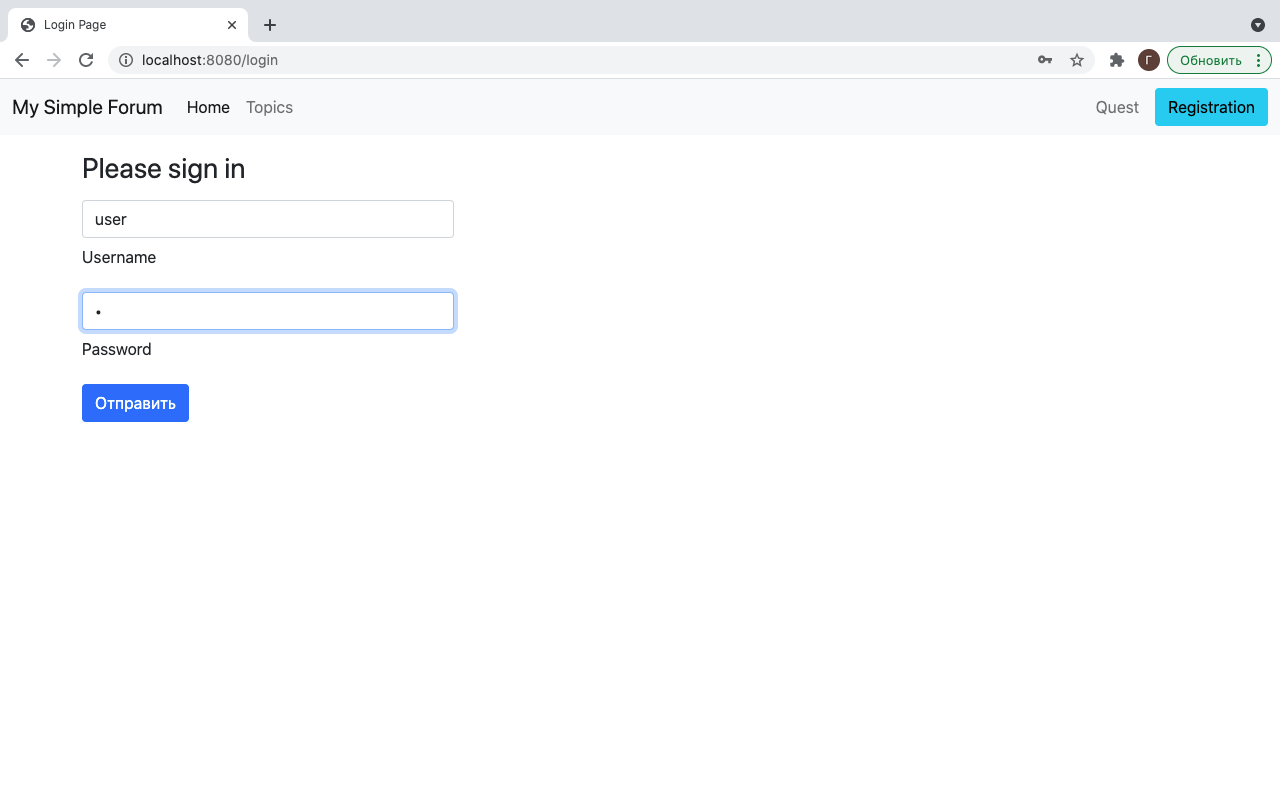 Login Page
localhost:8080/login
Г
Обновить
My Simple Forum Home Topics Quest Registration
Please sign in
user
Username
•
Password
Отправить